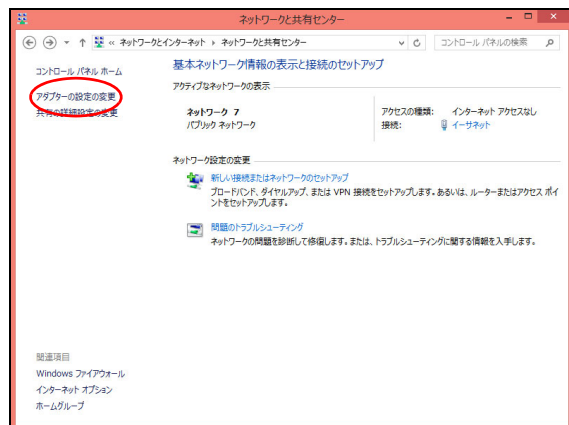 ネットワークと共有センター
« ネットワークとインターネット ▸ ネットワークと共有センター
コントロール パネルの検索
コントロール パネル ホーム
アダプターの設定の変更
共有の詳細設定の変更
基本ネットワーク情報の表示と接続のセットアップ
アクティブなネットワークの表示
ネットワーク 7
パブリック ネットワーク
アクセスの種類: インターネット アクセスなし
接続: イーサネット
ネットワーク設定の変更
新しい接続またはネットワークのセットアップ
ブロードバンド、ダイヤルアップ、または VPN 接続をセットアップします。あるいは、ルーターまたはアクセス ポイ
ントをセットアップします。
問題のトラブルシューティング
ネットワークの問題を診断して修復します。または、トラブルシューティングに関する情報を入手します。
関連項目
Windows ファイアウォール
インターネット オプション
ホームグループ